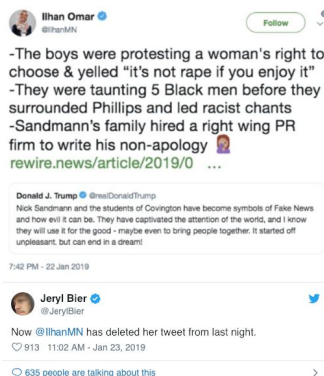 Ilhan Omar
@IlhanMN
Follow
-The boys were protesting a woman's right to
choose & yelled “it's not rape if you enjoy it”
-They were taunting 5 Black men before they
surrounded Phillips and led racist chants
-Sandmann's family hired a right wing PR
firm to write his non-apology 🤦🏽‍♀️
rewire.news/article/2019/0 ...
Donald J. Trump @realDonaldTrump
Nick Sandmann and the students of Covington have become symbols of Fake News
and how evil it can be. They have captivated the attention of the world, and I know
they will use it for the good - maybe even to bring people together. It started off
unpleasant, but can end in a dream!
7:42 PM - 22 Jan 2019
Jeryl Bier
@JerylBier
Now @IlhanMN has deleted her tweet from last night.
913 11:02 AM - Jan 23, 2019
635 people are talking about this